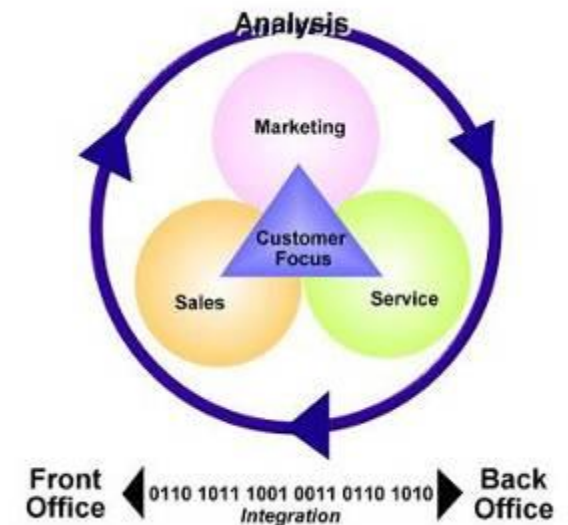 Analysis
Marketing
Customer
Focus
Sales
Service
Front
Office
0110 1011 1001 0011 0110 1010
Integration
Back
Office